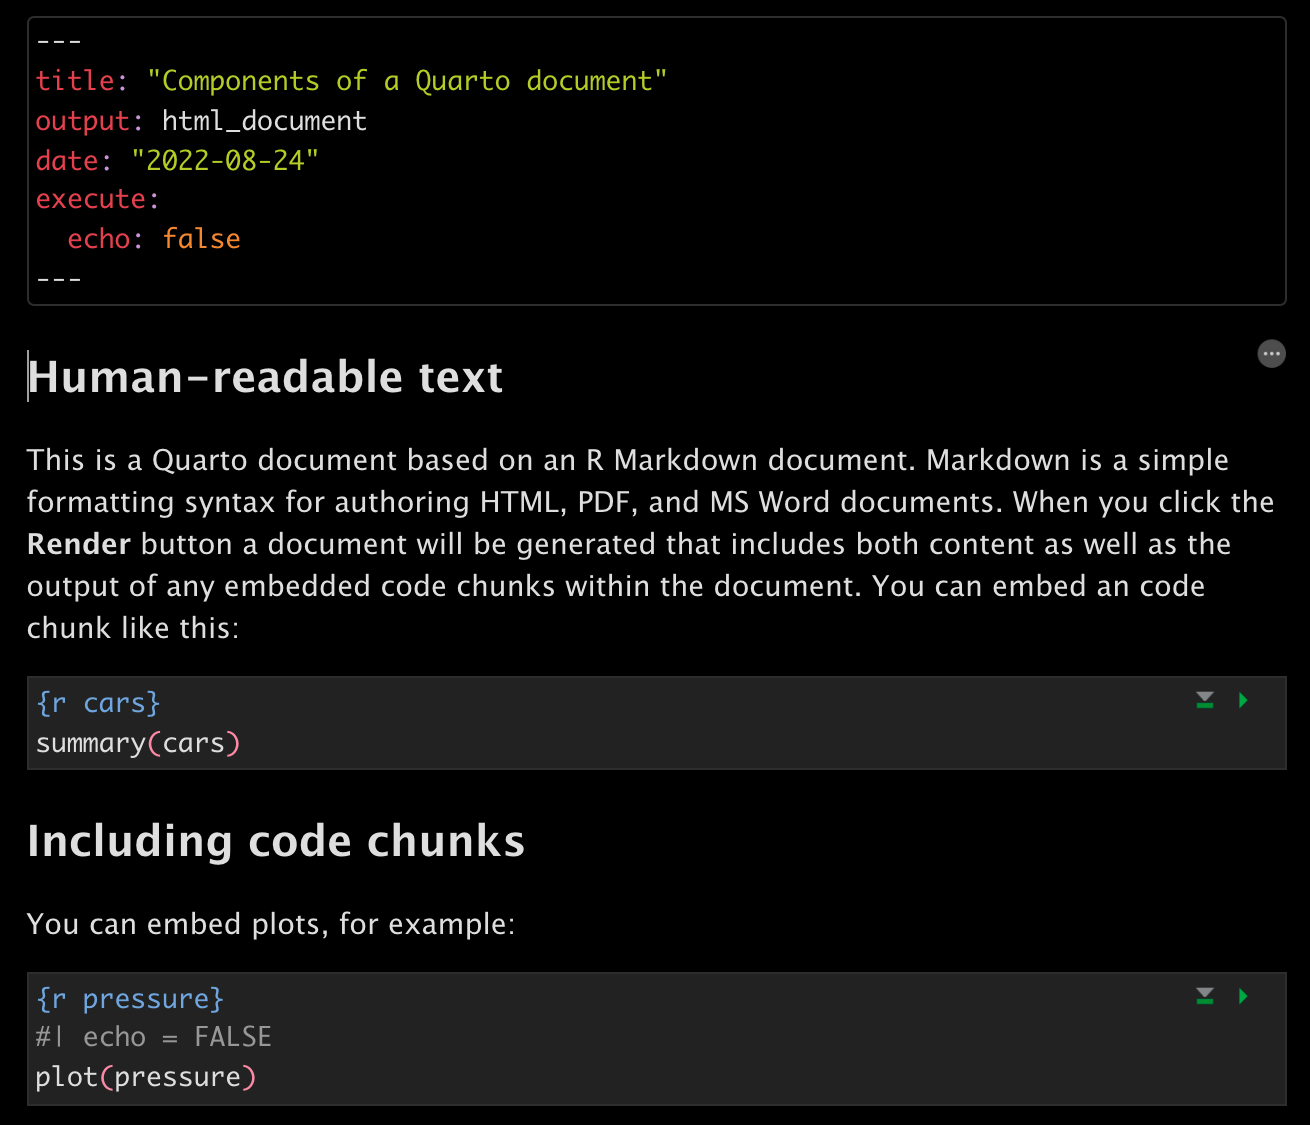 ---
title: "Components of a Quarto document"
output: html_document
date: "2022-08-24"
execute:
  echo: false
---
Human-readable text
This is a Quarto document based on an R Markdown document. Markdown is a simple
formatting syntax for authoring HTML, PDF, and MS Word documents. When you click the
Render button a document will be generated that includes both content as well as the
output of any embedded code chunks within the document. You can embed an code
chunk like this:
{r cars}
summary(cars)
Including code chunks
You can embed plots, for example:
{r pressure}
#| echo = FALSE
plot(pressure)